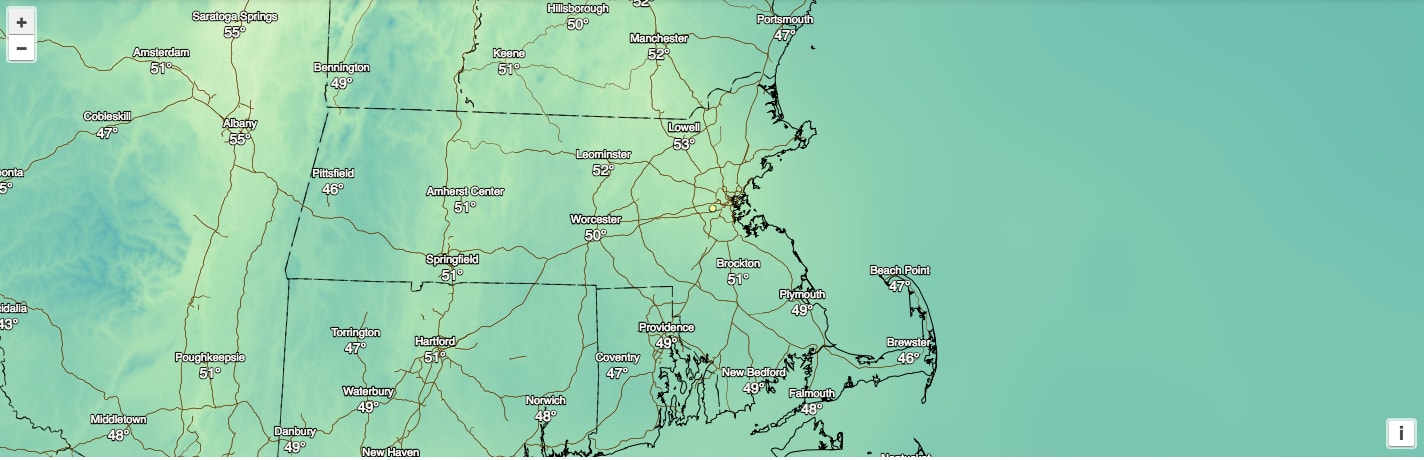 +
−
Saratoga Springs
55°
Hillsborough
50°
52°
Portsmouth
47°
Amsterdam
51°
Bennington
49°
Keene
51°
Manchester
52°
Cobleskill
47°
Albany
55°
Lowell
53°
Leominster
52°
onta
5°
Pittsfield
46°
Amherst Center
51°
Worcester
50°
Springfield
51°
Brockton
51°
Beach Point
47°
Plymouth
49°
idalia
43°
Torrington
47°
Hartford
51°
Providence
49°
Brewster
46°
Poughkeepsie
51°
Coventry
47°
New Bedford
49°
Waterbury
49°
Norwich
48°
Falmouth
48°
Middletown
48°
Danbury
49°
New Haven
Nantucket
i